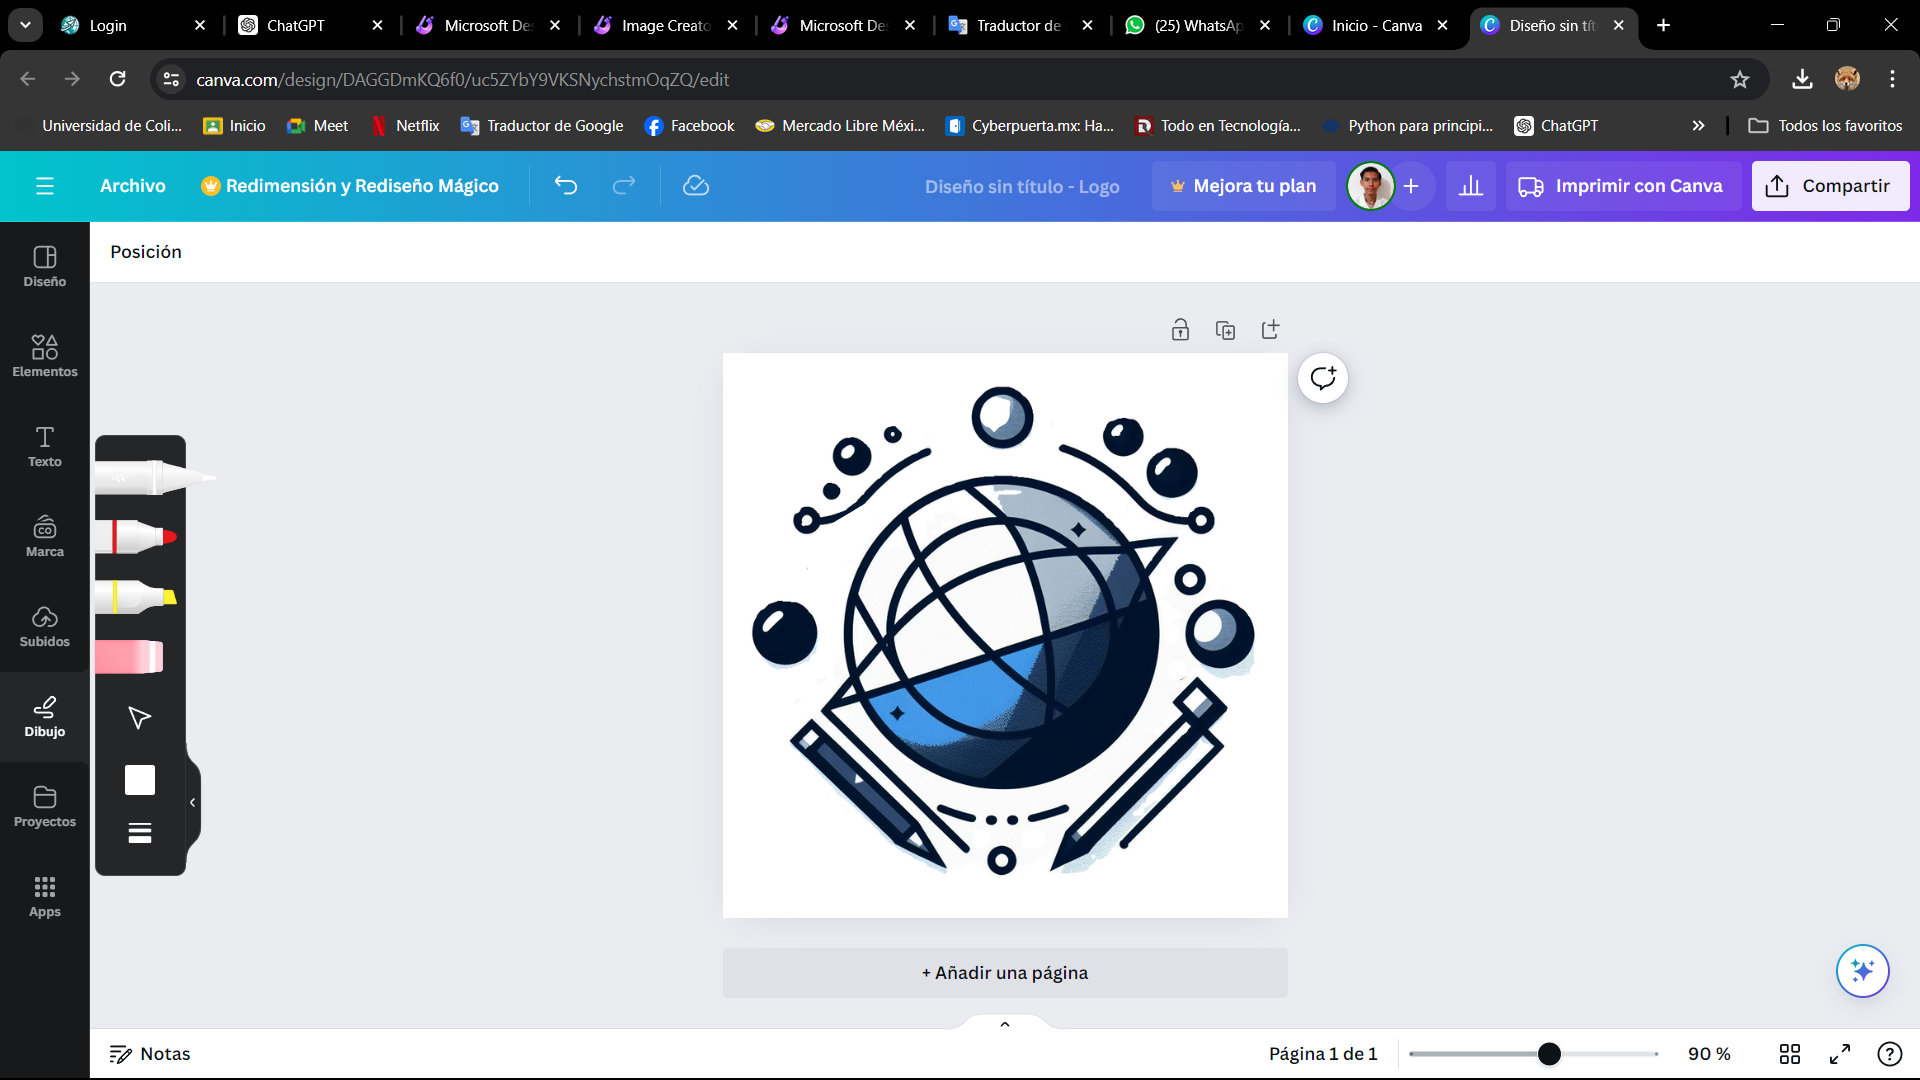 Login
ChatGPT
Microsoft De
Image Creato
Microsoft De
Traductor de
(25) WhatsAp
Inicio - Canva
Diseño sin tít
canva.com/design/DAGGDmKQ6f0/uc5ZYbY9VKSNychstmOqZQ/edit
Universidad de Coli...
Inicio
Meet
Netflix
Traductor de Google
Facebook
Mercado Libre Méxi...
Cyberpuerta.mx: Ha...
Todo en Tecnología...
Python para principi...
ChatGPT
Todos los favoritos
Archivo
Redimensión y Rediseño Mágico
Diseño sin título - Logo
Mejora tu plan
Imprimir con Canva
Compartir
Posición
Diseño
Elementos
Texto
Marca
Subidos
Dibujo
Proyectos
Apps
+ Añadir una página
Notas
Página 1 de 1
90 %